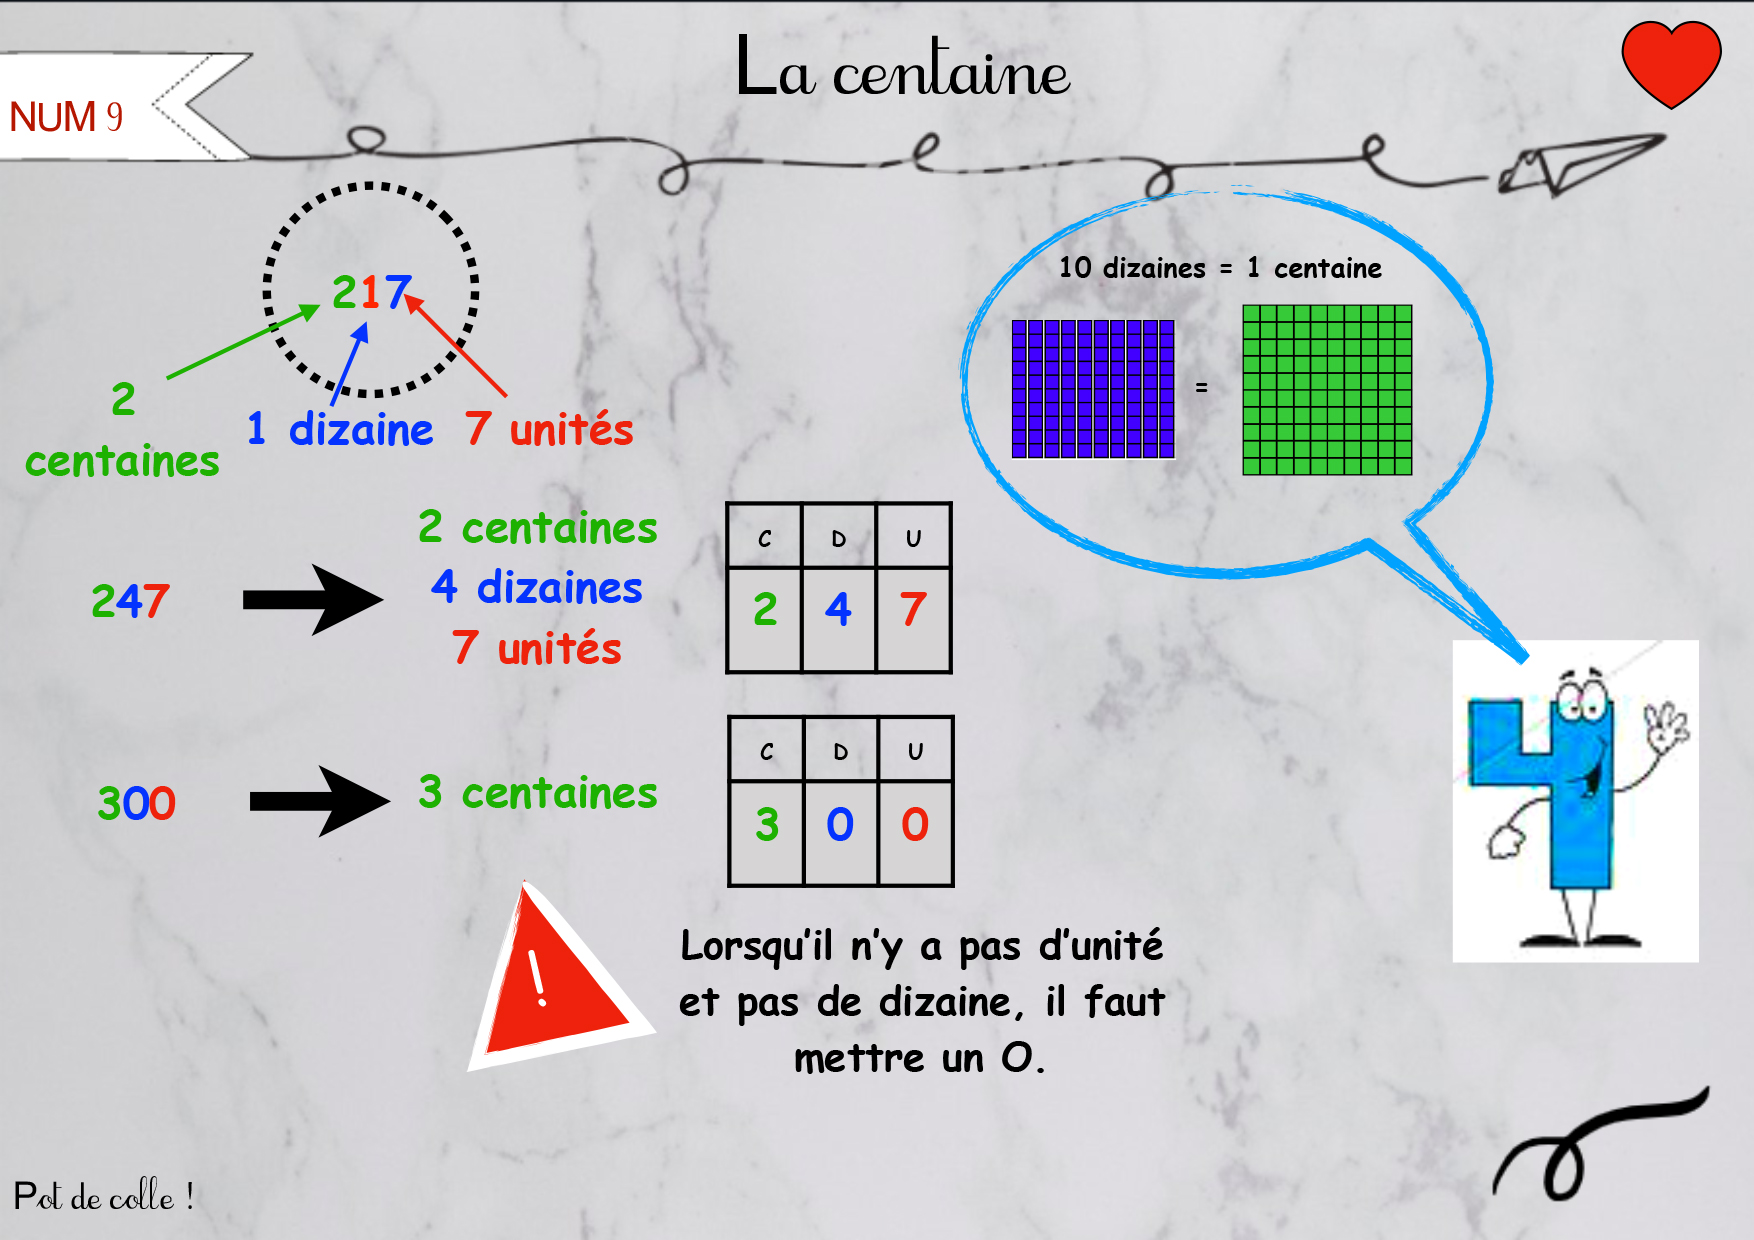 La centaine
NUM 9
217
2
centaines
1 dizaine
7 unités
10 dizaines = 1 centaine
=
247
2 centaines
4 dizaines
7 unités
C D U
2 4 7
300
3 centaines
C D U
3 0 0
!
Lorsqu'il n'y a pas d'unité
et pas de dizaine, il faut
mettre un O.
Pot de colle !